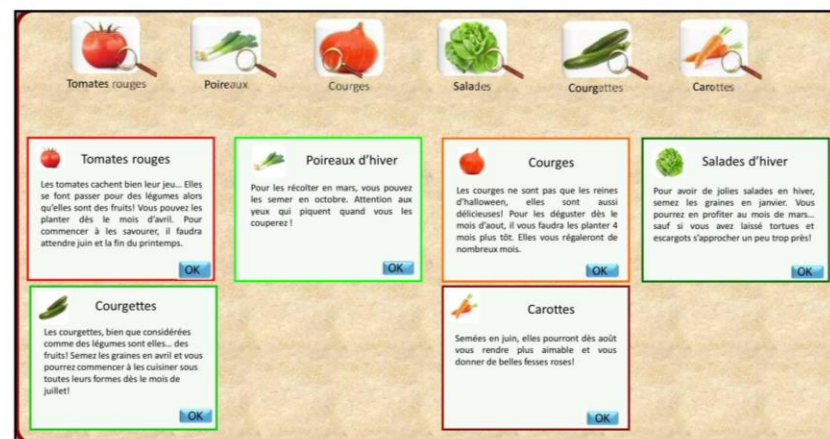 Tomates rouges
Poireaux
Courges
Salades
Courgettes
Carottes
Tomates rouges
Les tomates cachent bien leur jeu... Elles
se font passer pour des légumes alors
qu'elles sont des fruits! Vous pouvez les
planter dès le mois d'avril. Pour
commencer à les savourer, il faudra
attendre juin et la fin du printemps.
OK
Poireaux d'hiver
Pour les récolter en mars, vous pouvez
les semer en octobre. Attention aux
yeux qui piquent quand vous les
couperez !
OK
Courges
Les courges ne sont pas que les reines
d'halloween, elles sont aussi
délicieuses! Pour les déguster dès le
mois d'aout, il vous faudra les planter 4
mois plus tôt. Elles vous régaleront de
nombreux mois.
OK
Salades d'hiver
Pour avoir de jolies salades en hiver,
semez les graines en janvier. Vous
pourrez en profiter au mois de mars...
sauf si vous avez laissé tortues et
escargots s'approcher un peu trop près!
OK
Courgettes
Les courgettes, bien que considérées
comme des légumes sont elles... des
fruits! Semez les graines en avril et vous
pourrez commencer à les cuisiner sous
toutes leurs formes dès le mois de
juillet!
OK
Carottes
Semées en juin, elles pourront dès août
vous rendre plus aimable et vous
donner de belles fesses roses!
OK